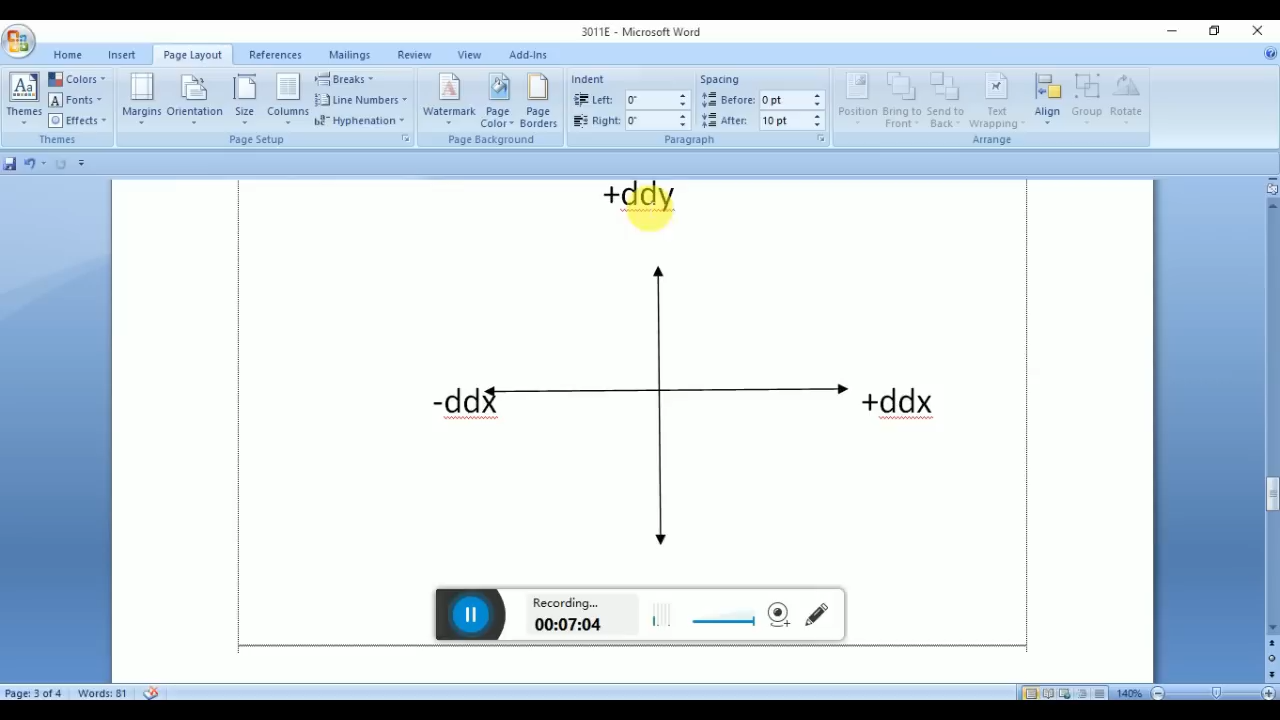 3011E - Microsoft Word
Home Insert Page Layout References Mailings Review View Add-Ins
Aa Themes Colors Fonts Effects Margins Orientation Size Columns Breaks Line Numbers Hyphenation Watermark Page Color Page Borders Indent Left: 0" Right: 0" Spacing Before: 0 pt After: 10 pt Position Bring to Front Send to Back Text Wrapping Align Group Rotate
Themes Page Setup Page Background Paragraph Arrange
+ddy
-ddx +ddx
Recording...
00:07:04
Page: 3 of 4 Words: 81 140%